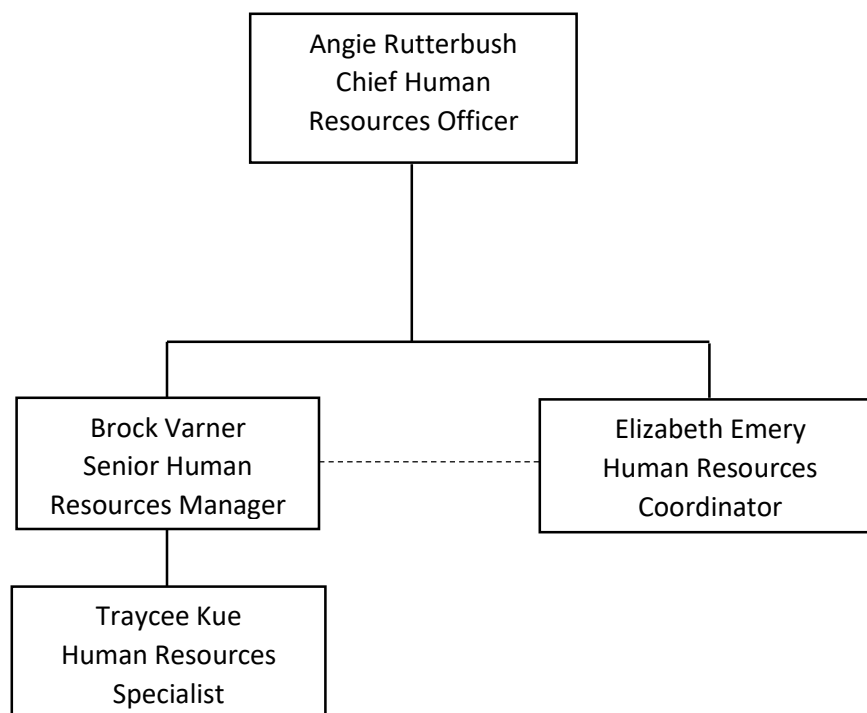 Angie Rutterbush
Chief Human
Resources Officer
Brock Varner
Senior Human
Resources Manager
Elizabeth Emery
Human Resources
Coordinator
Traycee Kue
Human Resources
Specialist